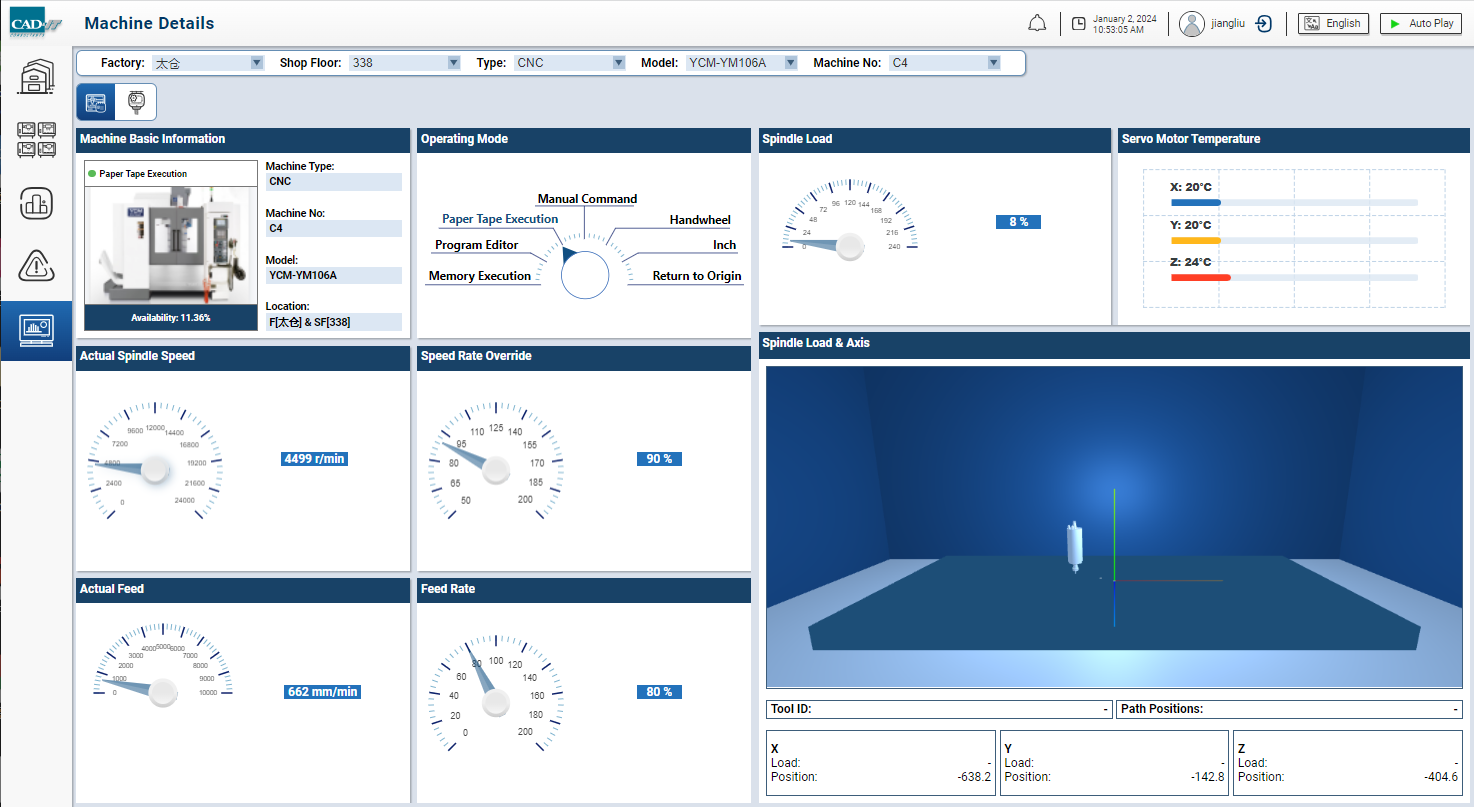 CAD-IT
CONSULTANTS
Machine Details
January 2, 2024
10:53:05 AM
jiangliu
English
Auto Play
Factory: 太仓
Shop Floor: 338
Type: CNC
Model: YCM-YM106A
Machine No: C4
Machine Basic Information
Paper Tape Execution
Availability: 11.36%
Machine Type:
CNC
Machine No:
C4
Model:
YCM-YM106A
Location:
F[太仓] & SF[338]
Operating Mode
Manual Command
Paper Tape Execution
Handwheel
Program Editor
Inch
Memory Execution
Return to Origin
Spindle Load
0
24
48
72
96
120
144
168
192
216
240
8 %
Servo Motor Temperature
X: 20°C
Y: 20°C
Z: 24°C
Actual Spindle Speed
0
2400
4800
7200
9600
12000
14400
16800
19200
21600
24000
4499 r/min
Speed Rate Override
50
65
80
95
110
125
140
155
170
185
200
90 %
Actual Feed
0
1000
2000
3000
4000
5000
6000
7000
8000
9000
10000
662 mm/min
Feed Rate
0
20
40
60
80
100
120
140
160
180
200
80 %
Spindle Load & Axis
Tool ID: -
Path Positions: -
X
Load: -
Position: -638.2
Y
Load: -
Position: -142.8
Z
Load: -
Position: -404.6